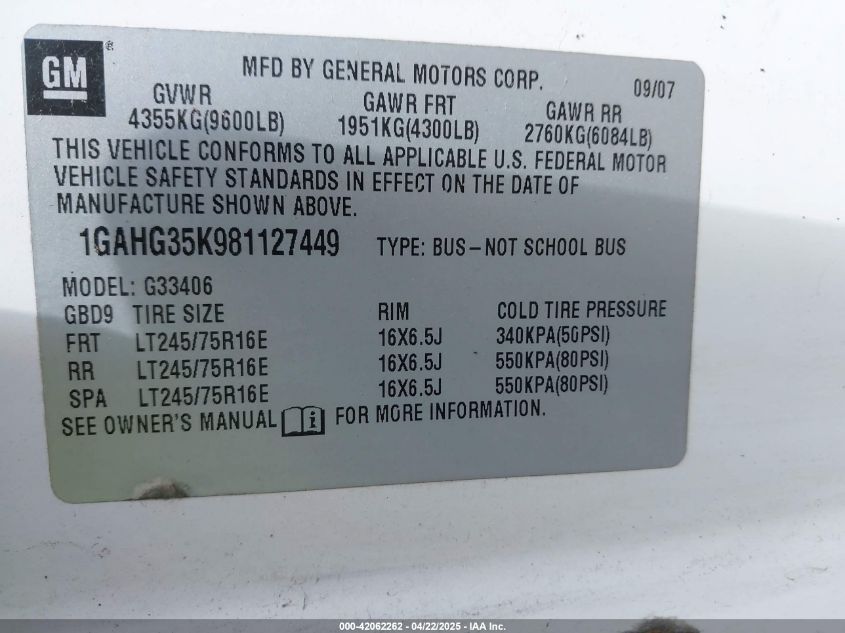 GM ®
MFD BY GENERAL MOTORS CORP. 09/07
GVWR GAWR FRT GAWR RR
4355KG(9600LB) 1951KG(4300LB) 2760KG(6084LB)
THIS VEHICLE CONFORMS TO ALL APPLICABLE U.S. FEDERAL MOTOR
VEHICLE SAFETY STANDARDS IN EFFECT ON THE DATE OF
MANUFACTURE SHOWN ABOVE.
1GAHG35K981127449 TYPE: BUS-NOT SCHOOL BUS
MODEL: G33406
GBD9 TIRE SIZE RIM COLD TIRE PRESSURE
FRT LT245/75R16E 16X6.5J 340KPA(50PSI)
RR LT245/75R16E 16X6.5J 550KPA(80PSI)
SPA LT245/75R16E 16X6.5J 550KPA(80PSI)
SEE OWNER'S MANUAL i FOR MORE INFORMATION.
000-42062262 - 04/22/2025 - IAA Inc.